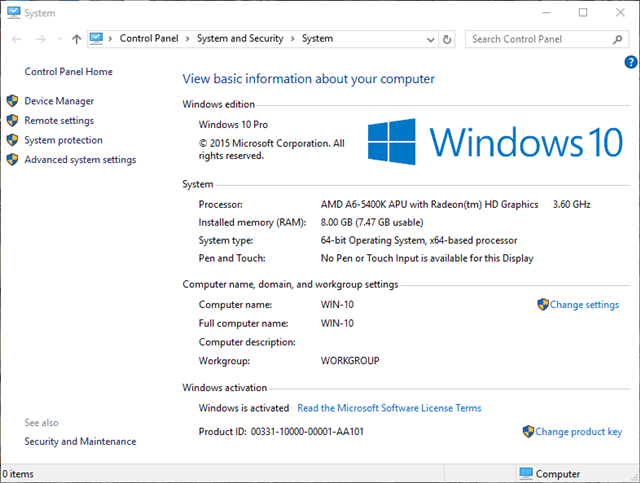 System
Control Panel > System and Security > System
Search Control Panel
?
Control Panel Home
Device Manager
Remote settings
System protection
Advanced system settings
See also
Security and Maintenance
View basic information about your computer
Windows edition
Windows 10 Pro
© 2015 Microsoft Corporation. All
rights reserved.
Windows 10
System
Processor: AMD A6-5400K APU with Radeon(tm) HD Graphics 3.60 GHz
Installed memory (RAM): 8.00 GB (7.47 GB usable)
System type: 64-bit Operating System, x64-based processor
Pen and Touch: No Pen or Touch Input is available for this Display
Computer name, domain, and workgroup settings
Computer name: WIN-10 Change settings
Full computer name: WIN-10
Computer description:
Workgroup: WORKGROUP
Windows activation
Windows is activated Read the Microsoft Software License Terms
Product ID: 00331-10000-00001-AA101 Change product key
0 items Computer